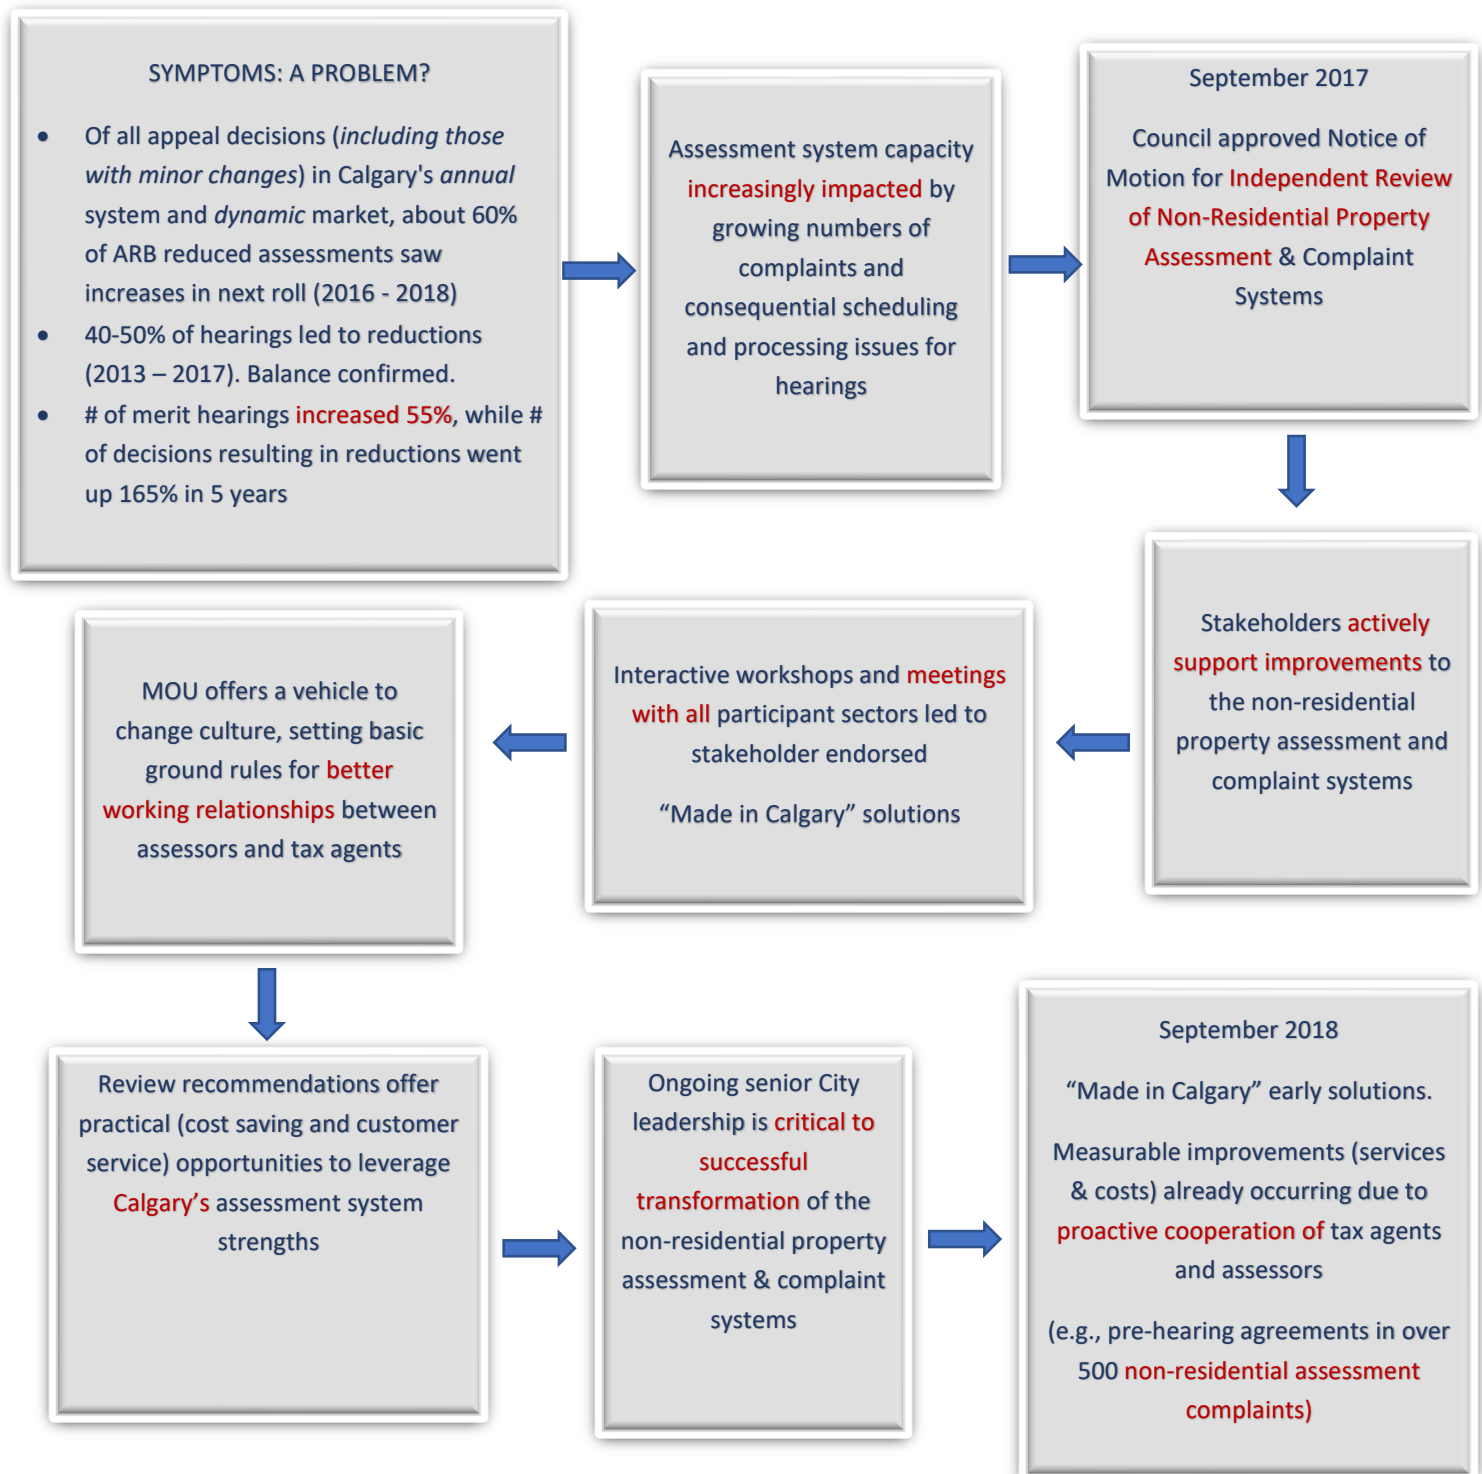 SYMPTOMS: A PROBLEM?
• Of all appeal decisions (including those
with minor changes) in Calgary's annual
system and dynamic market, about 60%
of ARB reduced assessments saw
increases in next roll (2016 - 2018)
• 40-50% of hearings led to reductions
(2013 – 2017). Balance confirmed.
• # of merit hearings increased 55%, while #
of decisions resulting in reductions went
up 165% in 5 years
Assessment system capacity
increasingly impacted by
growing numbers of
complaints and
consequential scheduling
and processing issues for
hearings
September 2017
Council approved Notice of
Motion for Independent Review
of Non-Residential Property
Assessment & Complaint
Systems
Stakeholders actively
support improvements to
the non-residential
property assessment and
complaint systems
Interactive workshops and meetings
with all participant sectors led to
stakeholder endorsed
“Made in Calgary” solutions
MOU offers a vehicle to
change culture, setting basic
ground rules for better
working relationships between
assessors and tax agents
Review recommendations offer
practical (cost saving and customer
service) opportunities to leverage
Calgary’s assessment system
strengths
Ongoing senior City
leadership is critical to
successful
transformation of the
non-residential property
assessment & complaint
systems
September 2018
“Made in Calgary” early solutions.
Measurable improvements (services
& costs) already occurring due to
proactive cooperation of tax agents
and assessors
(e.g., pre-hearing agreements in over
500 non-residential assessment
complaints)